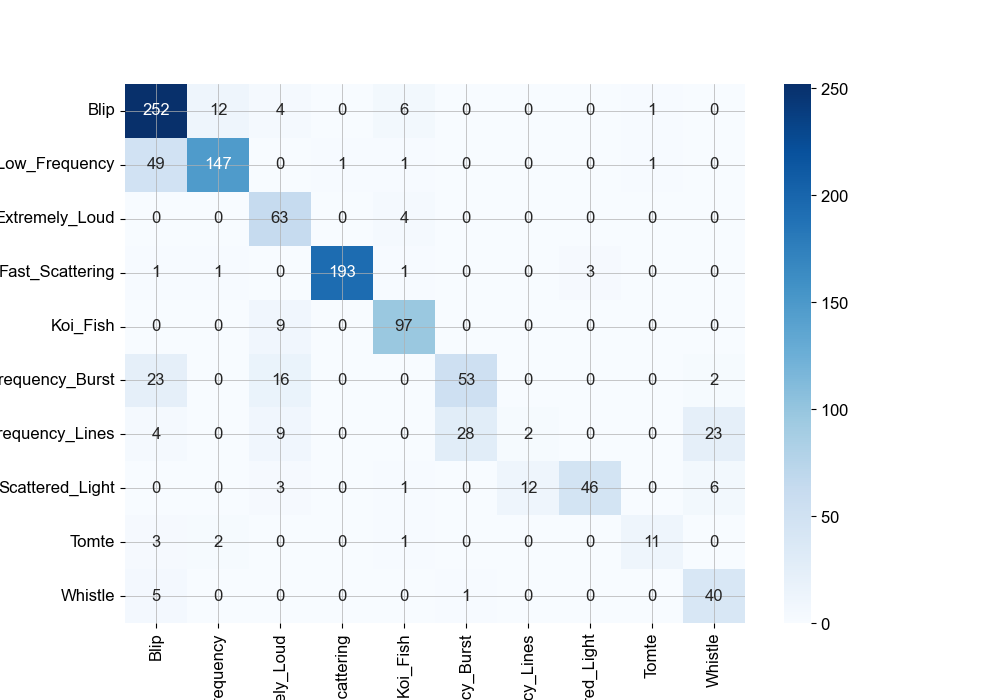 Blip 252 12 4 0 6 0 0 0 1 0
Low_Frequency 49 147 0 1 1 0 0 0 1 0
Extremely_Loud 0 0 63 0 4 0 0 0 0 0
Fast_Scattering 1 1 0 193 1 0 0 3 0 0
Koi_Fish 0 0 9 0 97 0 0 0 0 0
requency_Burst 23 0 16 0 0 53 0 0 0 2
requency_Lines 4 0 9 0 0 28 2 0 0 23
Scattered_Light 0 0 3 0 1 0 12 46 0 6
Tomte 3 2 0 0 1 0 0 0 11 0
Whistle 5 0 0 0 0 1 0 0 0 40
Blip
equency
ely_Loud
cattering
Koi_Fish
cy_Burst
cy_Lines
red_Light
Tomte
Whistle
250
200
150
100
50
0